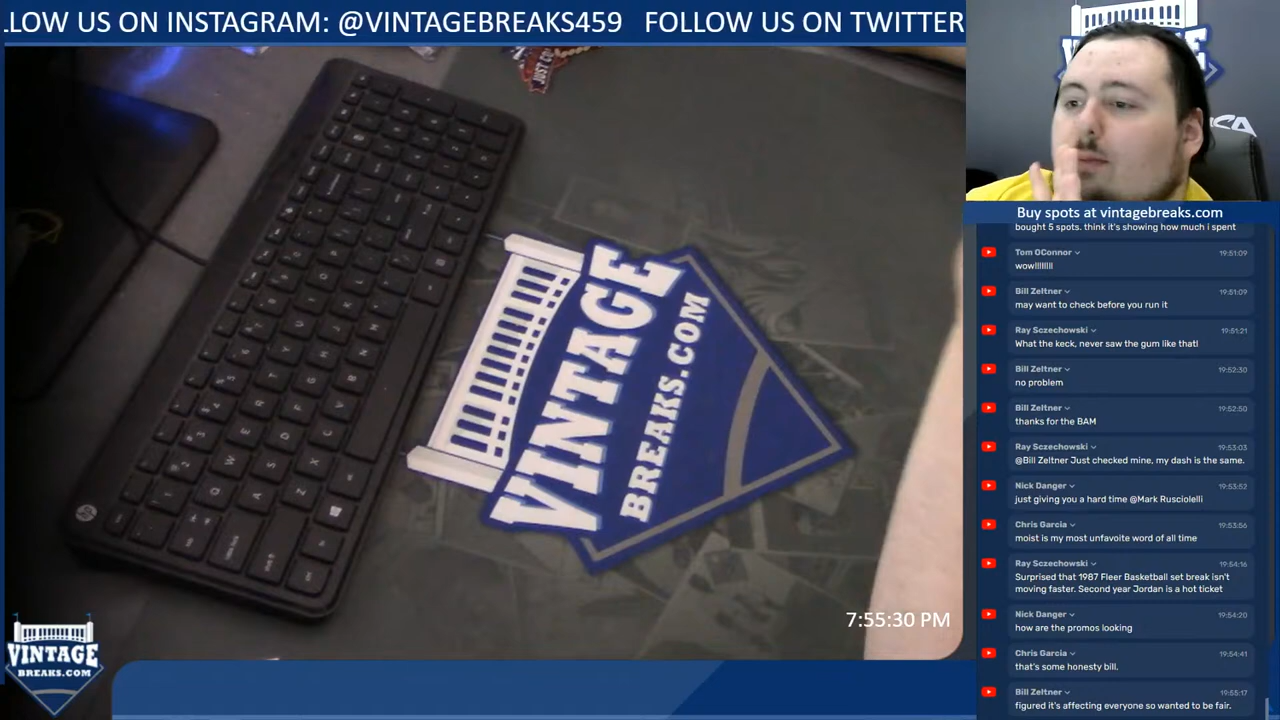 .LOW US ON INSTAGRAM: @VINTAGEBREAKS459 FOLLOW US ON TWITTER
JUST
VINTAGE
BREAKS.COM
hp
7:55:30 PM
VINTAGE
BREAKS.COM
Buy spots at vintagebreaks.com
bought 5 spots. think it's showing how much i spent
Tom OConnor 19:51:09
wow!!!!!!!!
Bill Zeltner 19:51:09
may want to check before you run it
Ray Sczechowski 19:51:21
What the keck, never saw the gum like that!
Bill Zeltner 19:52:30
no problem
Bill Zeltner 19:52:50
thanks for the BAM
Ray Sczechowski 19:53:03
@Bill Zeltner Just checked mine, my dash is the same.
Nick Danger 19:53:52
just giving you a hard time @Mark Rusciolelli
Chris Garcia 19:53:56
moist is my most unfavoite word of all time
Ray Sczechowski 19:54:16
Surprised that 1987 Fleer Basketball set break isn't
moving faster. Second year Jordan is a hot ticket
Nick Danger 19:54:20
how are the promos looking
Chris Garcia 19:54:41
that's some honesty bill.
Bill Zeltner 19:55:17
figured it's affecting everyone so wanted to be fair.